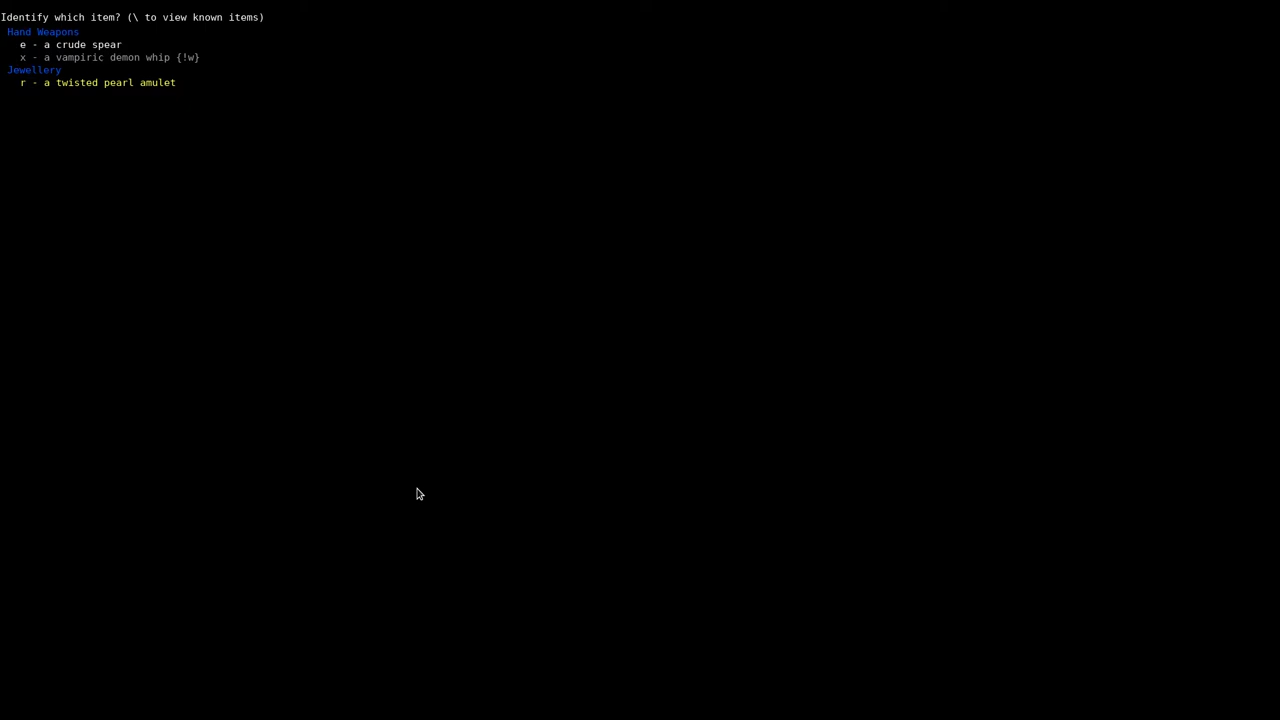 Identify which item? (\ to view known items)
Hand Weapons
e - a crude spear
x - a vampiric demon whip {!w}
Jewellery
r - a twisted pearl amulet